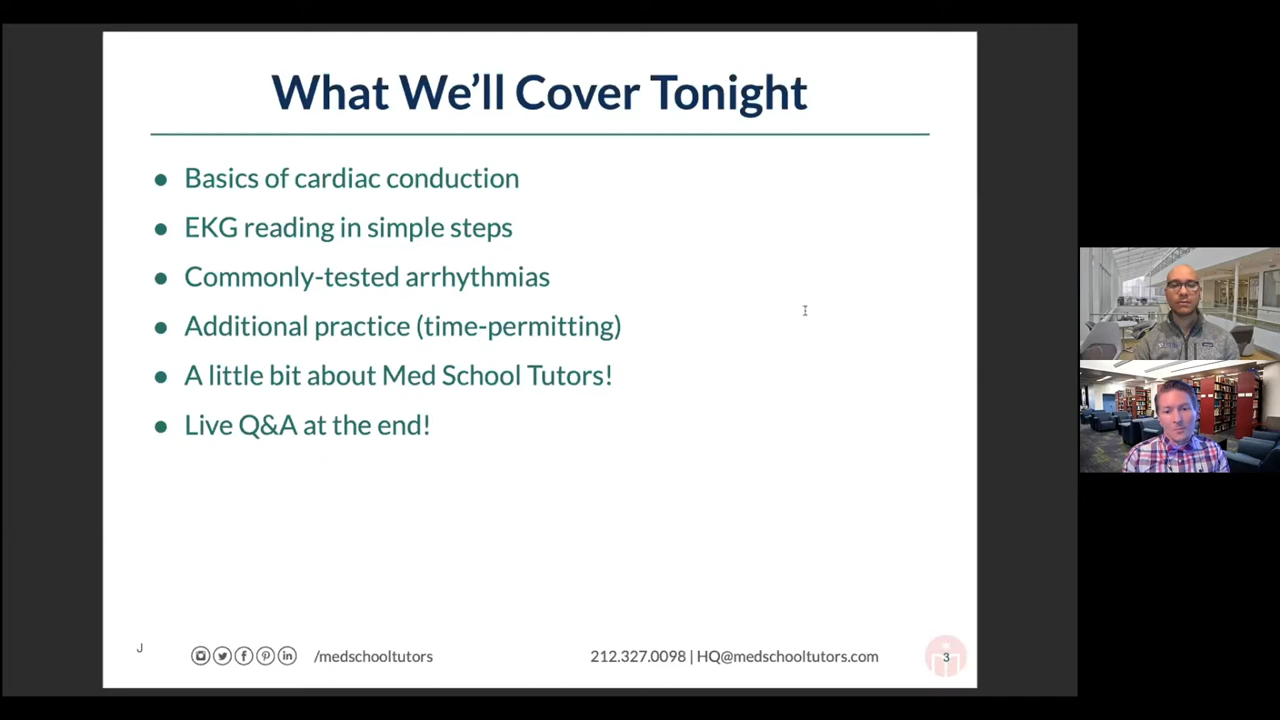 What We’ll Cover Tonight
● Basics of cardiac conduction
● EKG reading in simple steps
● Commonly-tested arrhythmias
● Additional practice (time-permitting)
● A little bit about Med School Tutors!
● Live Q&A at the end!
J
/medschooltutors
212.327.0098 | HQ@medschooltutors.com
3